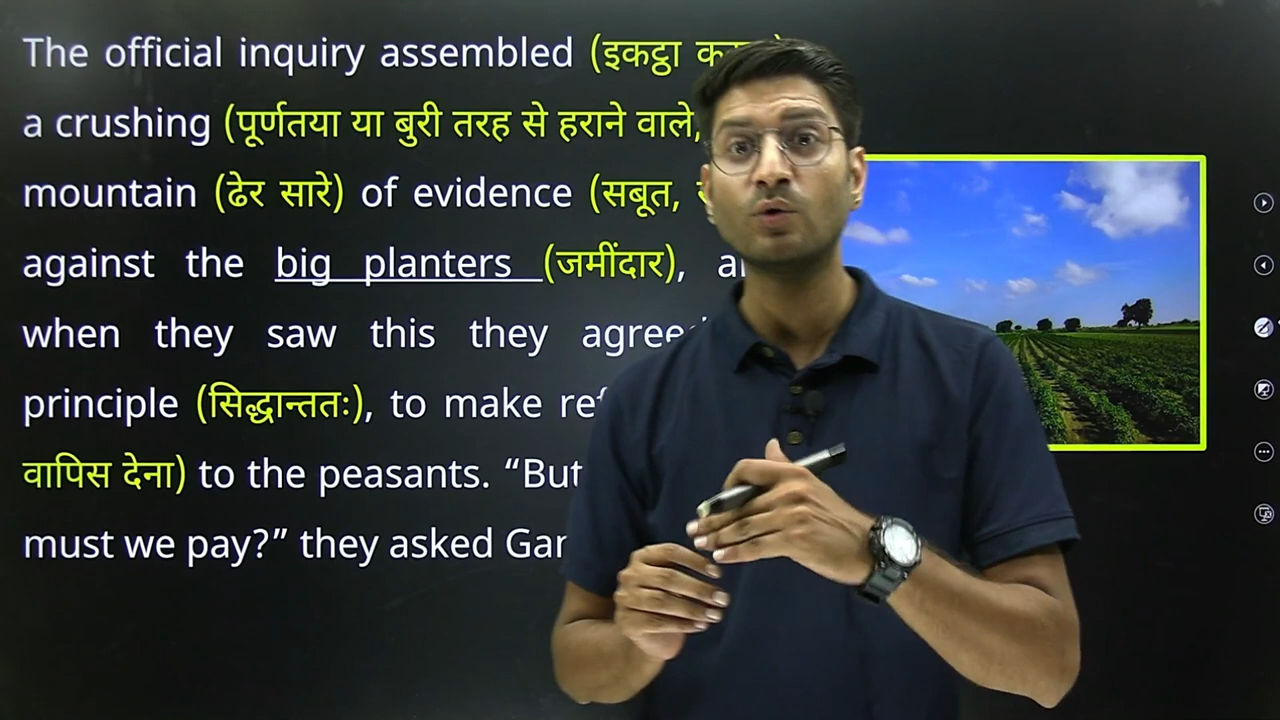 The official inquiry assembled (इकट्ठा
a crushing (पूर्णतया या बुरी तरह से हराने वाले,
mountain (ढेर सारे) of evidence (सबूत,
against the big planters (जमींदार),
when they saw this they
principle (सिद्धान्ततः), to make
वापिस देना) to the peasants. “But
must we pay?” they asked